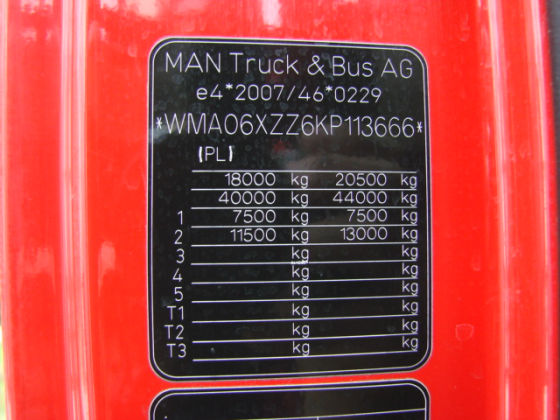 MAN Truck & Bus AG
e4*2007/46*0229
*WMA06XZZ6KP113666*
(PL)
18000 kg 20500 kg
40000 kg 44000 kg
1 7500 kg 7500 kg
2 11500 kg 13000 kg
3 kg kg
4 kg kg
5 kg kg
T1 kg kg
T2 kg kg
T3 kg kg